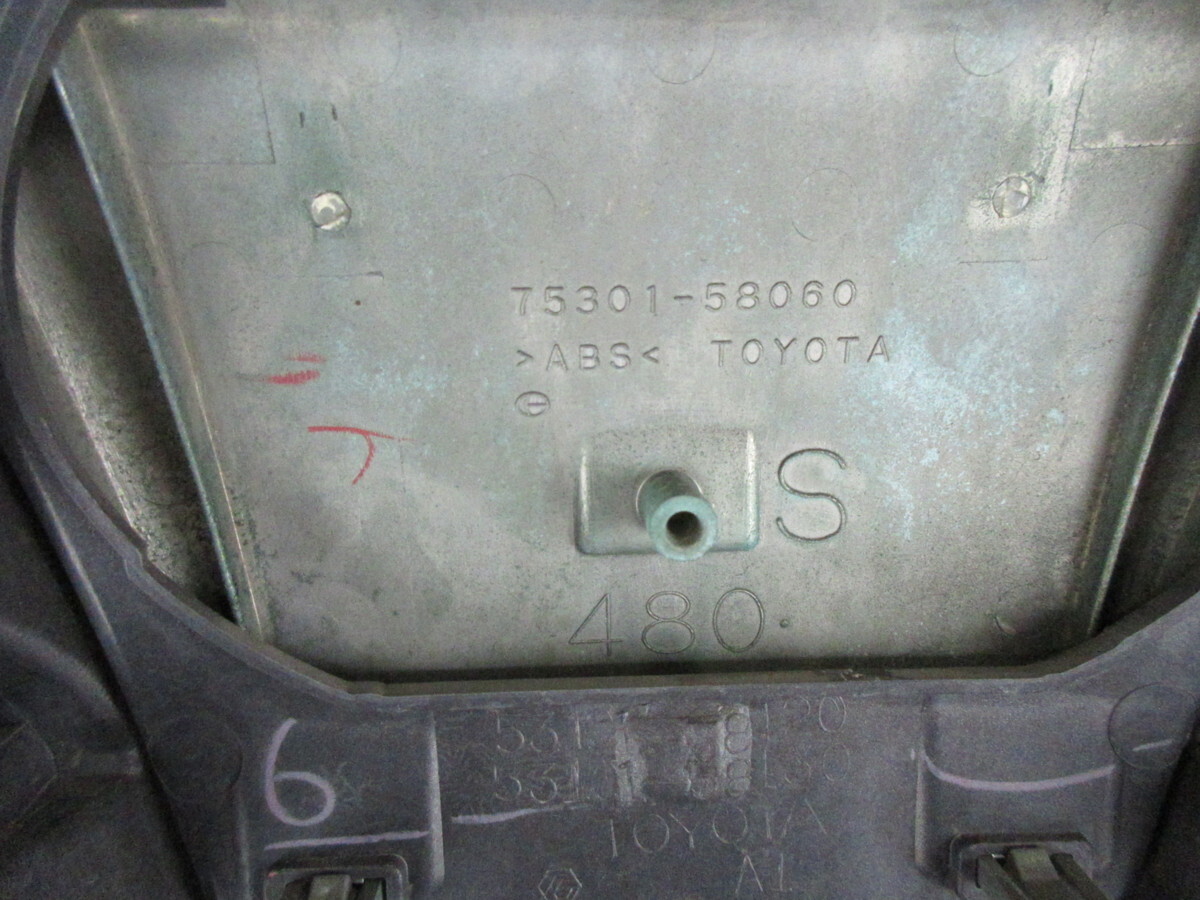 75301-58060
>ABS< TOYOTA
S
480
6
TOYOTA
A1